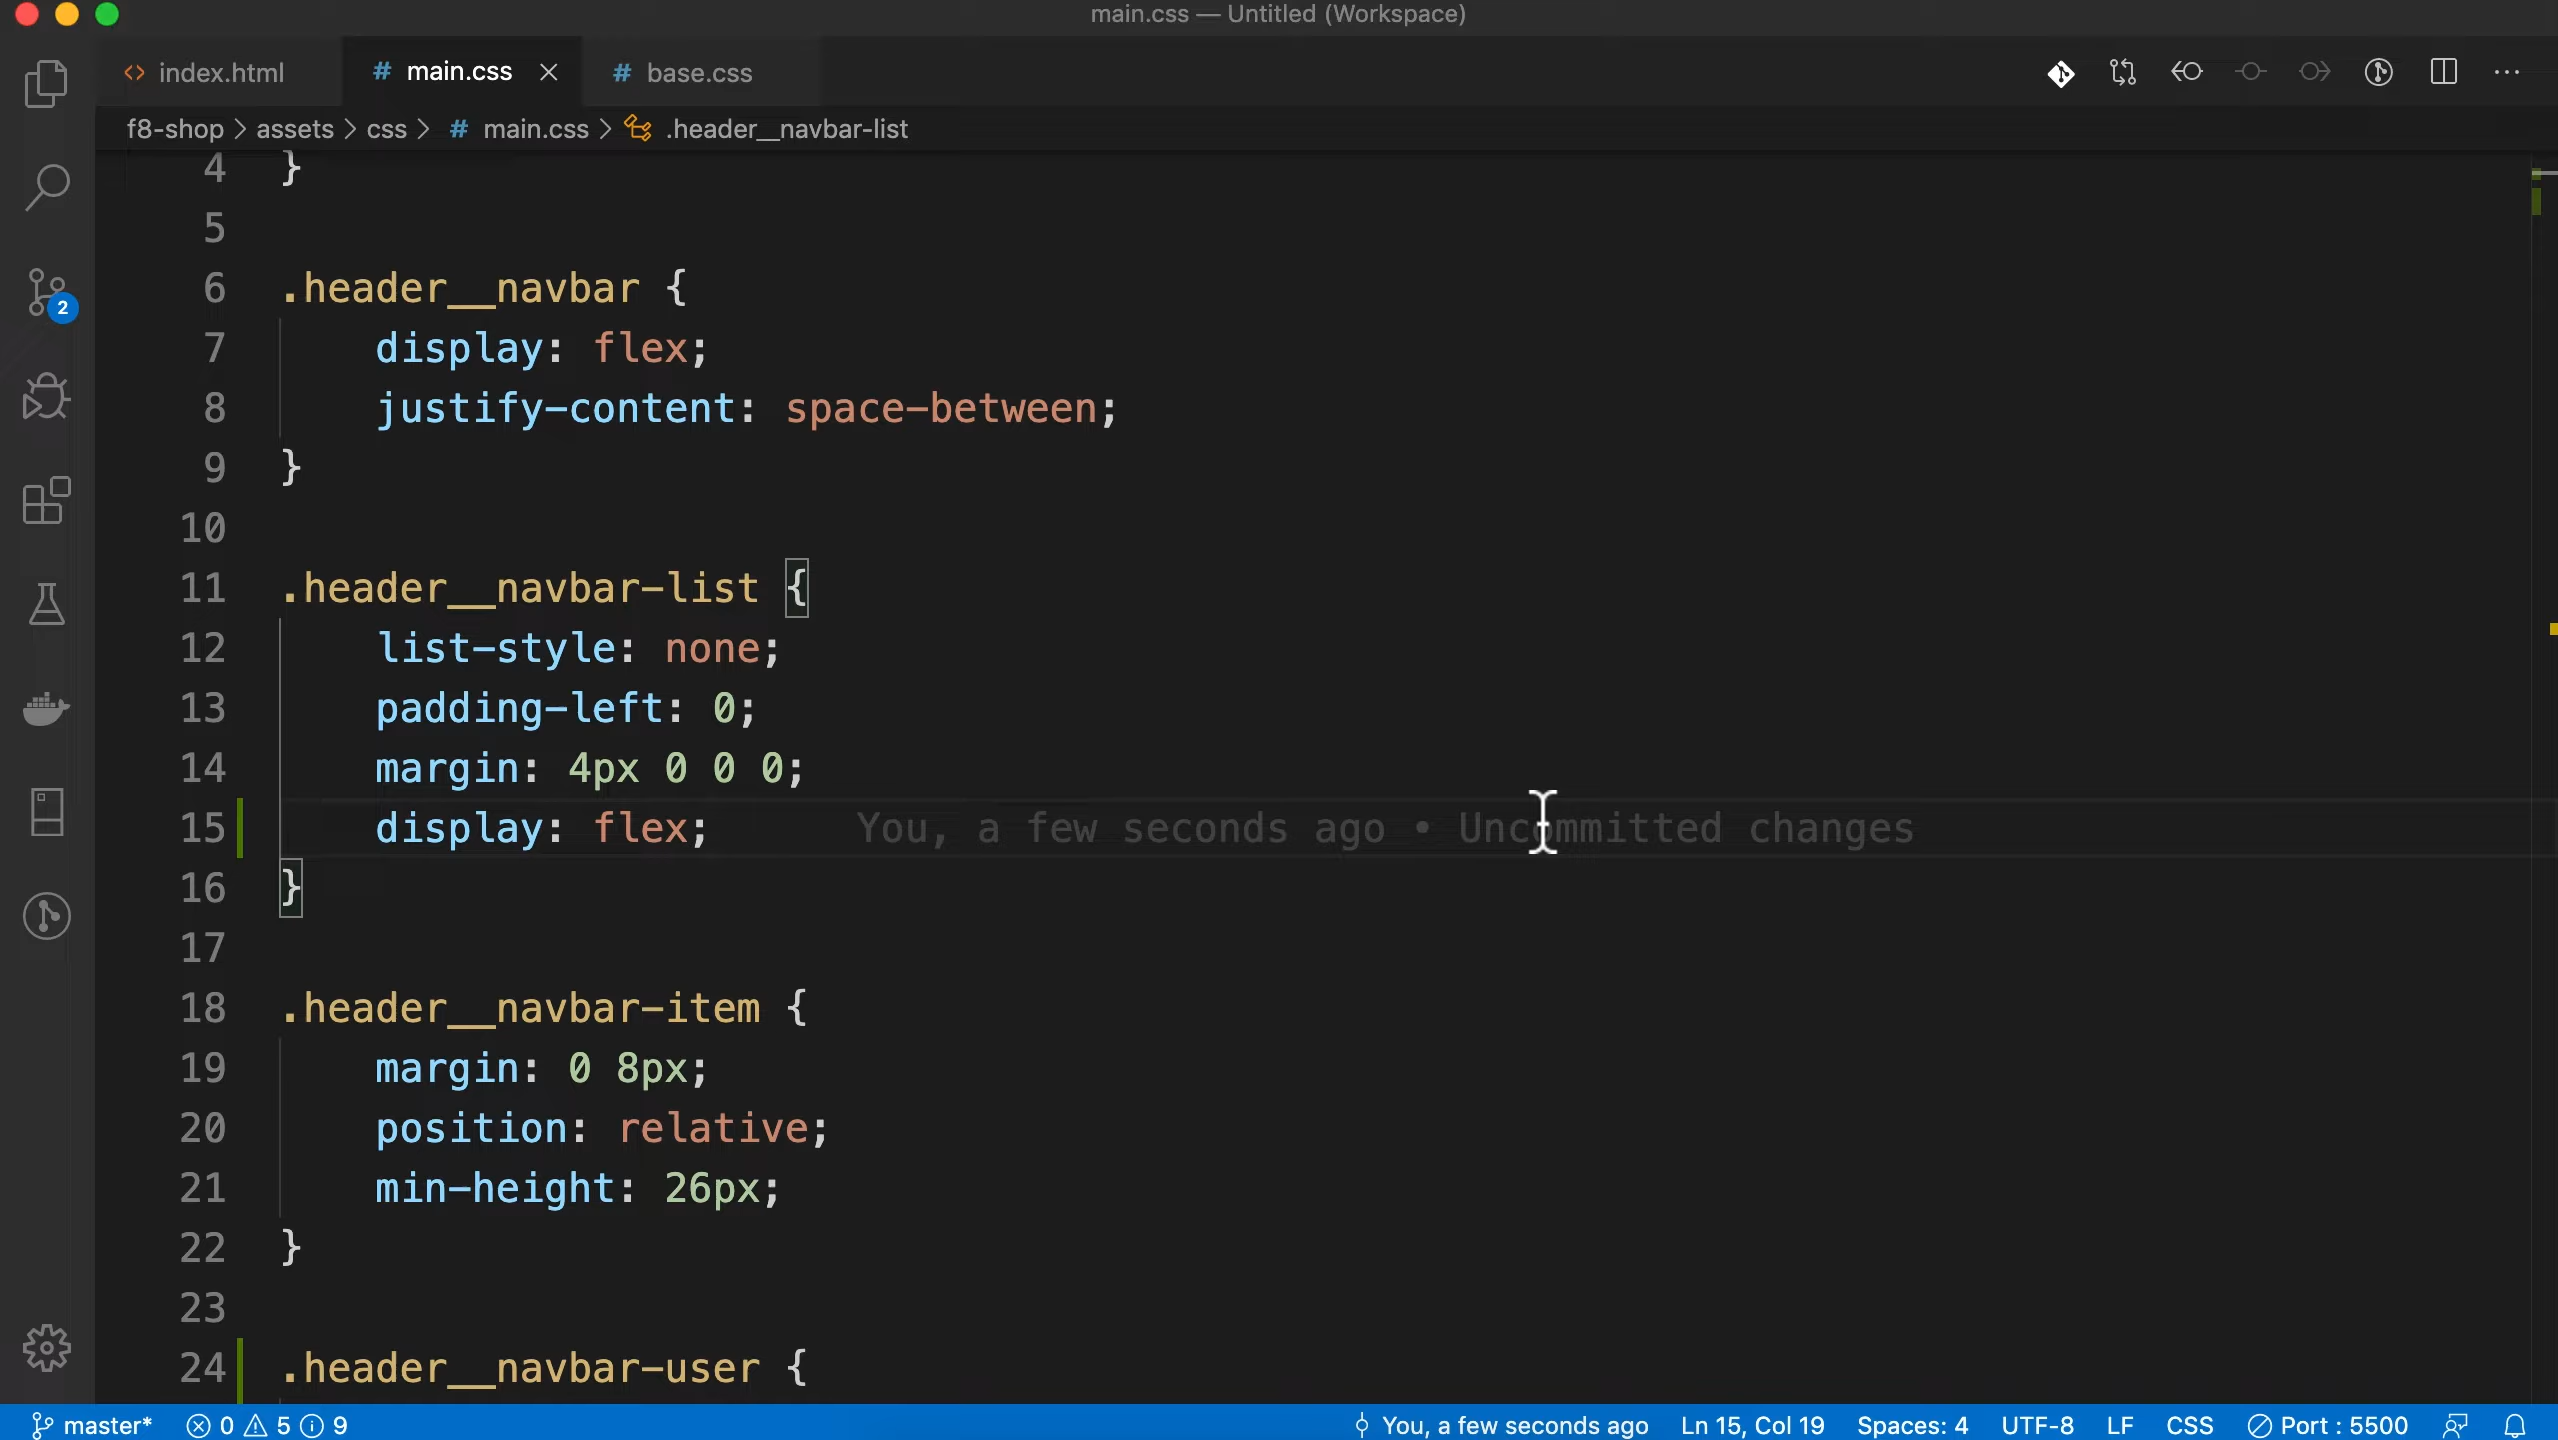 main.css — Untitled (Workspace)
index.html
main.css
base.css
f8-shop > assets > css > # main.css > .header__navbar-list
4 }
5
6 .header__navbar {
7 display: flex;
8 justify-content: space-between;
9 }
10
11 .header__navbar-list {
12 list-style: none;
13 padding-left: 0;
14 margin: 4px 0 0 0;
15 display: flex; You, a few seconds ago • Uncommitted changes
16 }
17
18 .header__navbar-item {
19 margin: 0 8px;
20 position: relative;
21 min-height: 26px;
22 }
23
24 .header__navbar-user {
2
master* 0 5 9 You, a few seconds ago Ln 15, Col 19 Spaces: 4 UTF-8 LF CSS Port : 5500